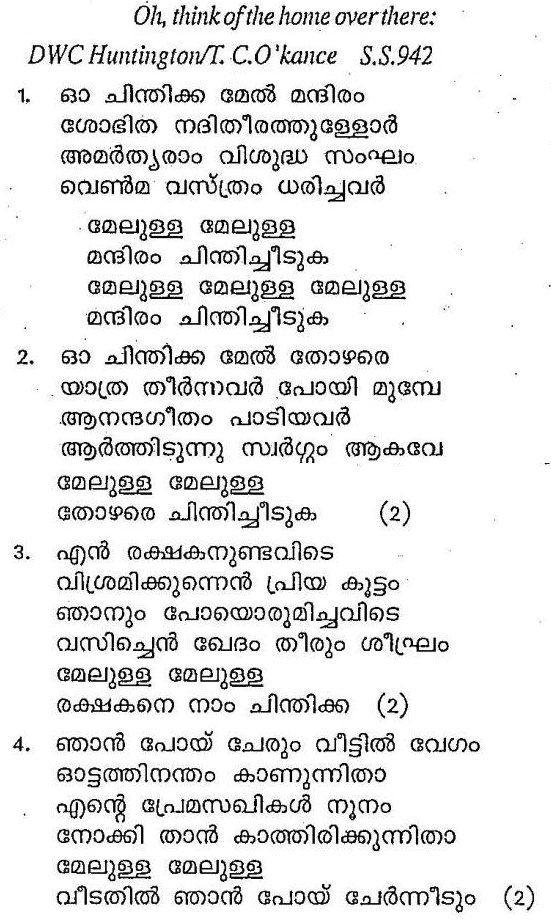 Oh, think of the home over there:
DWC Huntington/T. C.O'kance S.S.942
1. ഓ ചിന്തിക്ക മേൽ മന്ദിരം
ശോഭിത നദിതീരത്തുള്ളോർ
അമർത്യരാം വിശുദ്ധ സംഘം
വെൺമ വസ്ത്രം ധരിച്ചവർ
മേലുള്ള മേലുള്ള
മന്ദിരം ചിന്തിച്ചീടുക
മേലുള്ള മേലുള്ള മേലുള്ള
മന്ദിരം ചിന്തിച്ചീടുക
2. ഓ ചിന്തിക്ക മേൽ തോഴരെ
യാത്ര തീർന്നവർ പോയി മുമ്പേ
ആനന്ദഗീതം പാടിയവർ
ആർത്തിടുന്നു സ്വർഗ്ഗം ആകവേ
മേലുള്ള മേലുള്ള
തോഴരെ ചിന്തിച്ചീടുക (2)
3. എൻ രക്ഷകനുണ്ടവിടെ
വിശ്രമിക്കുന്നെൻ പ്രിയ കൂട്ടം
ഞാനും പോയൊരുമിച്ചവിടെ
വസിച്ചെൻ ഖേദം തീരും ശീഘ്രം
മേലുള്ള മേലുള്ള
രക്ഷകനെ നാം ചിന്തിക്ക (2)
4. ഞാൻ പോയ് ചേരും വീട്ടിൽ വേഗം
ഓട്ടത്തിനന്തം കാണുന്നിതാ
എന്റെ പ്രേമസഖികൾ നൂനം
നോക്കി താൻ കാത്തിരിക്കുന്നിതാ
മേലുള്ള മേലുള്ള
വീടതിൽ ഞാൻ പോയ് ചേർന്നീടും (2)